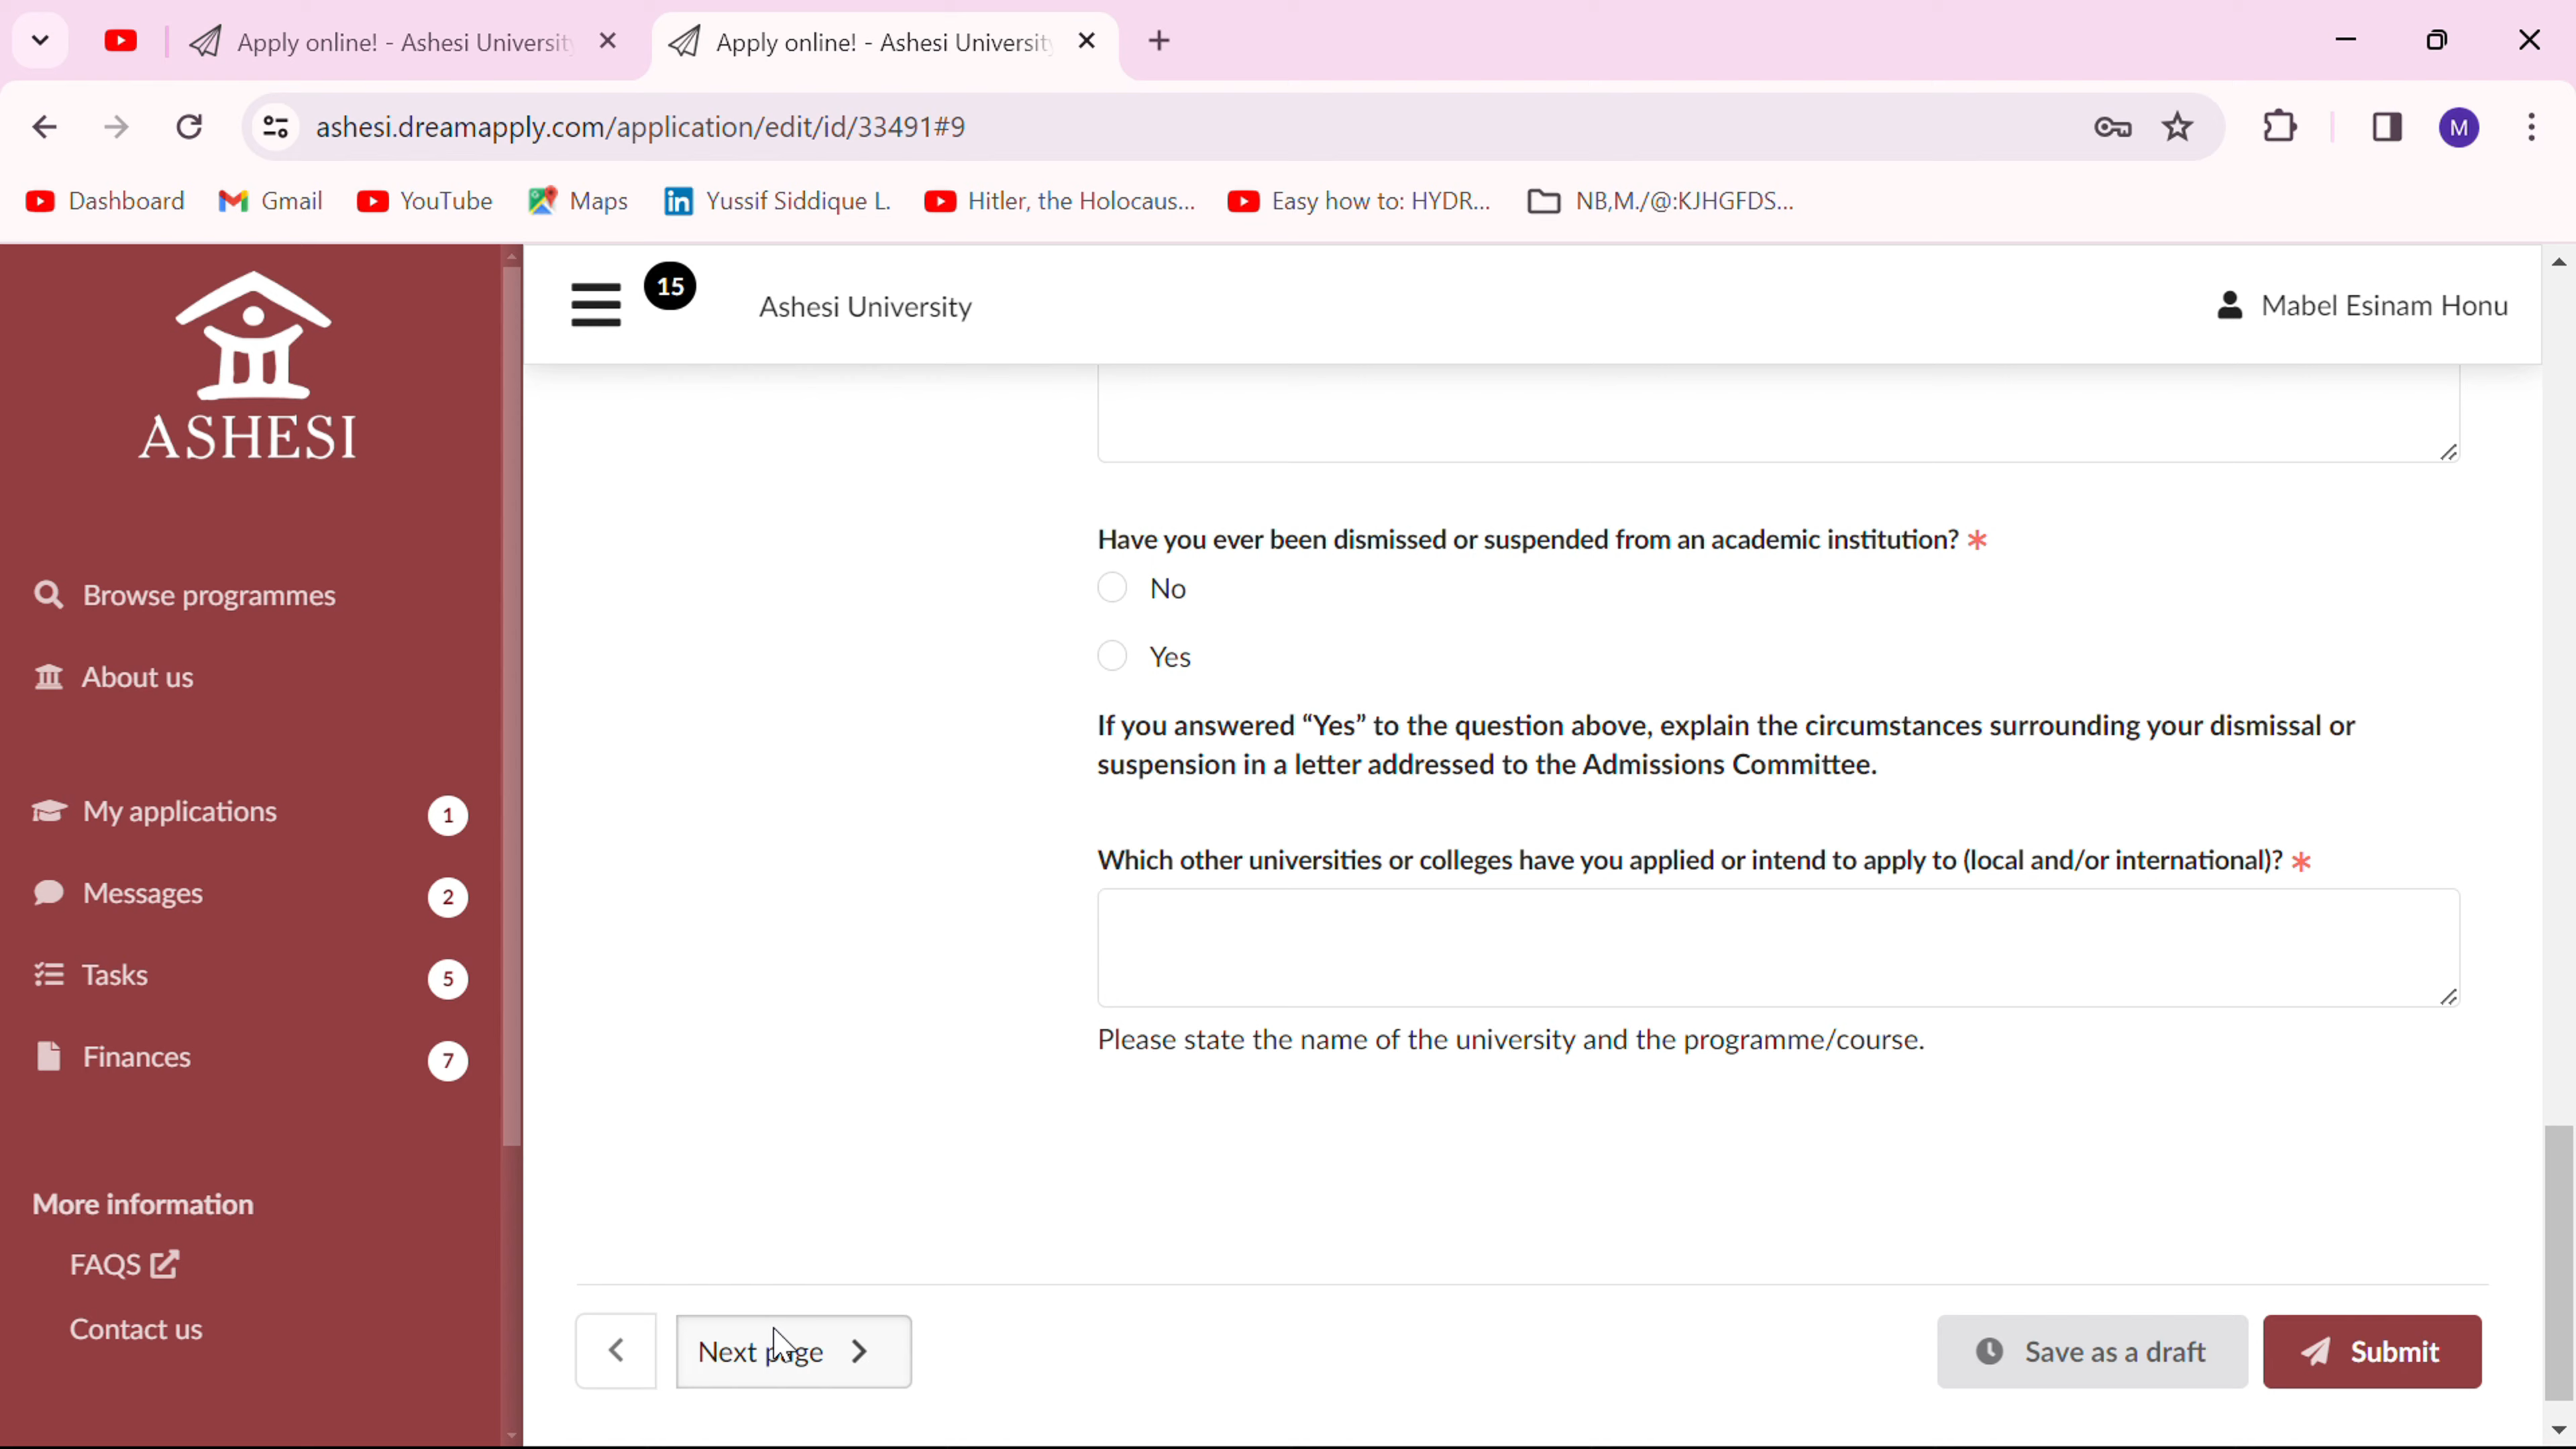 Apply online! - Ashesi Universit
Apply online! - Ashesi University
ashesi.dreamapply.com/application/edit/id/33491#9
M
Dashboard
Gmail
YouTube
Maps
in Yussif Siddique L.
Hitler, the Holocaus...
Easy how to: HYDR...
NB,M./@:KJHGFDS...
ASHESI
15
Ashesi University
Mabel Esinam Honu
Browse programmes
About us
My applications 1
Messages 2
Tasks 5
Finances 7
More information
FAQS
Contact us
Have you ever been dismissed or suspended from an academic institution? *
No
Yes
If you answered “Yes” to the question above, explain the circumstances surrounding your dismissal or
suspension in a letter addressed to the Admissions Committee.
Which other universities or colleges have you applied or intend to apply to (local and/or international)? *
Please state the name of the university and the programme/course.
Next page
Save as a draft
Submit